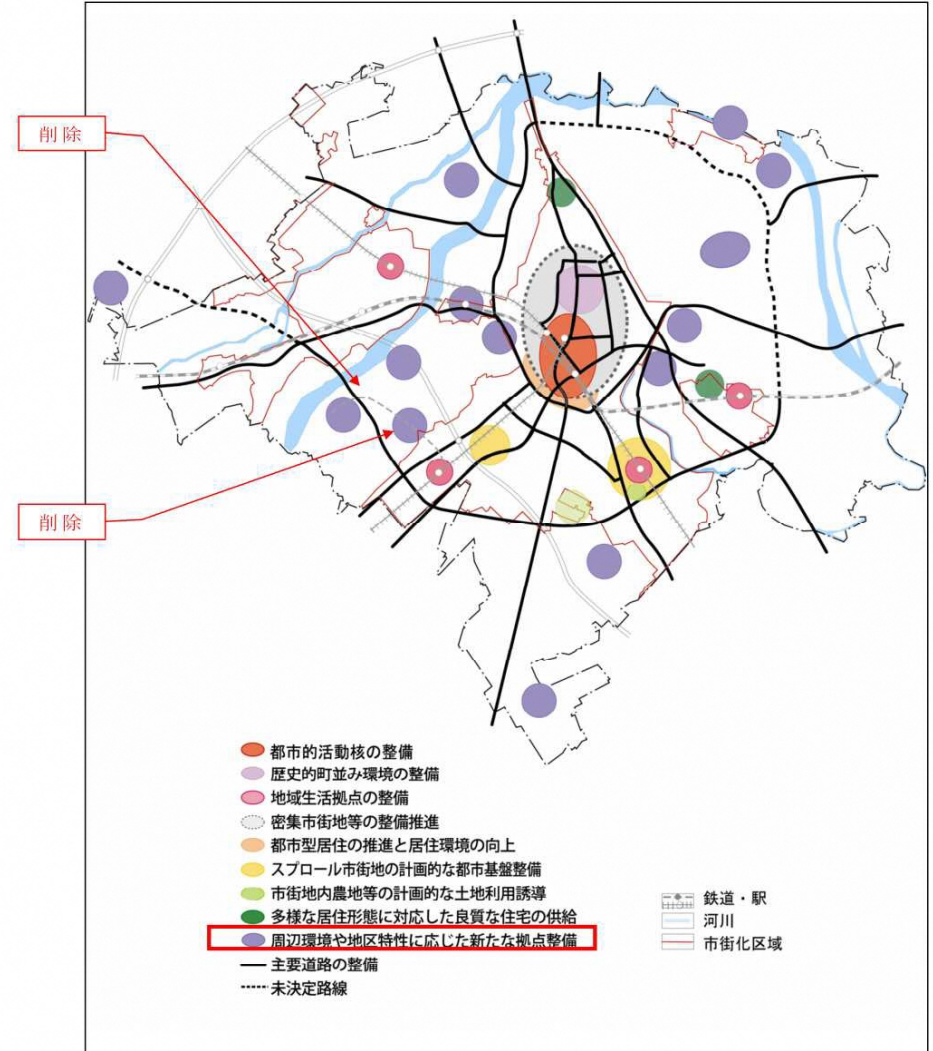 削除
削除
都市的活動核の整備
歴史的町並み環境の整備
地域生活拠点の整備
密集市街地等の整備推進
都市型居住の推進と居住環境の向上
スプロール市街地の計画的な都市基盤整備
市街地内農地等の計画的な土地利用誘導
多様な居住形態に対応した良質な住宅の供給
周辺環境や地区特性に応じた新たな拠点整備
主要道路の整備
未決定路線
鉄道・駅
河川
市街化区域